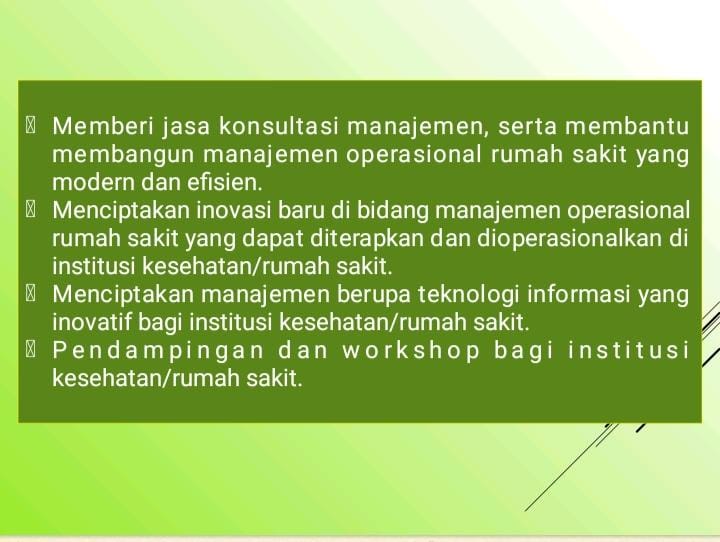 Memberi jasa konsultasi manajemen, serta membantu
membangun manajemen operasional rumah sakit yang
modern dan efisien.
Menciptakan inovasi baru di bidang manajemen operasional
rumah sakit yang dapat diterapkan dan dioperasionalkan di
institusi kesehatan/rumah sakit.
Menciptakan manajemen berupa teknologi informasi yang
inovatif bagi institusi kesehatan/rumah sakit.
Pendampingan dan workshop bagi institusi
kesehatan/rumah sakit.